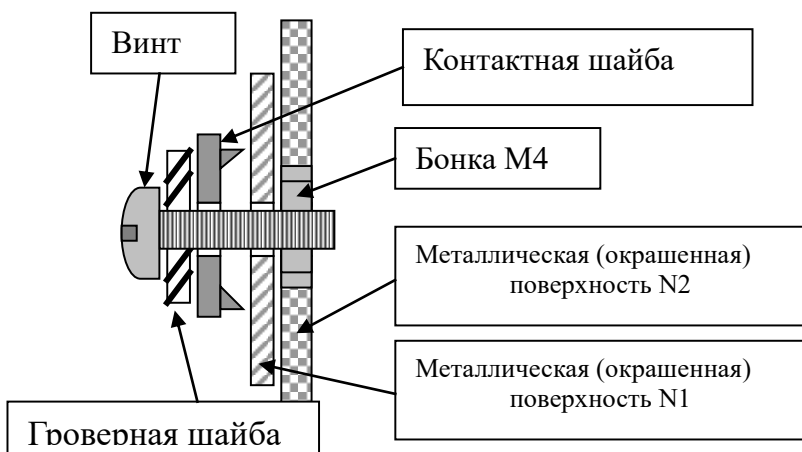 Винт
Контактная шайба
Бонка М4
Металлическая (окрашенная)
поверхность N2
Металлическая (окрашенная)
поверхность N1
Гроверная шайба